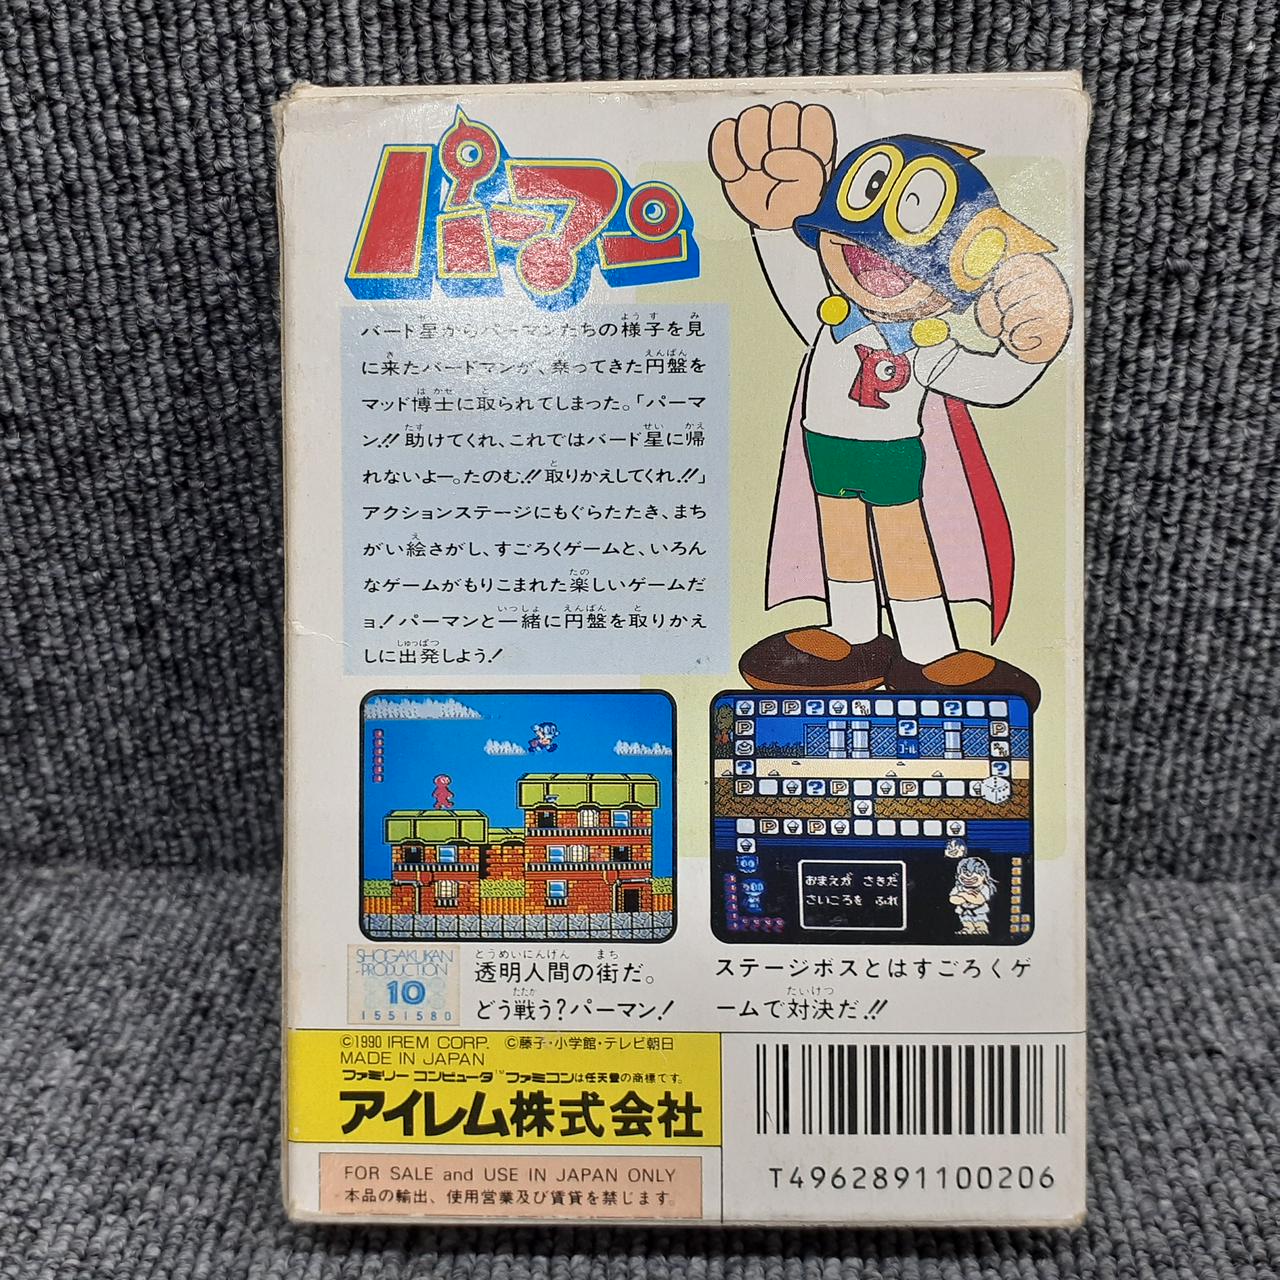 パーマン
バード星からパーマンたちの様子を見
に来たバードマンが、乗ってきた円盤を
マッド博士に取られてしまった。「パーマ
ン!!助けてくれ、これではバード星に帰
れないよー。たのむ!!取りかえしてくれ!!」
アクションステージにもぐらたたき、まち
がい絵さがし、すごろくゲームと、いろん
なゲームがもりこまれた楽しいゲームだ
ョ!パーマンと一緒に円盤を取りかえ
しに出発しよう!
ゴール
おまえが さきだ
さいころを ふれ
SHOGAKUKAN
-PRODUCTION
10
1551580
透明人間の街だ。
どう戦う?パーマン!
ステージボスとはすごろくゲ
ームで対決だ!!
©1990 IREM CORP. ©藤子・小学館・テレビ朝日
MADE IN JAPAN
ファミリーコンピュータ™ファミコンは任天堂の商標です。
アイレム株式会社
T4962891100206
FOR SALE and USE IN JAPAN ONLY
本品の輸出、使用営業及び賃貸を禁じます。